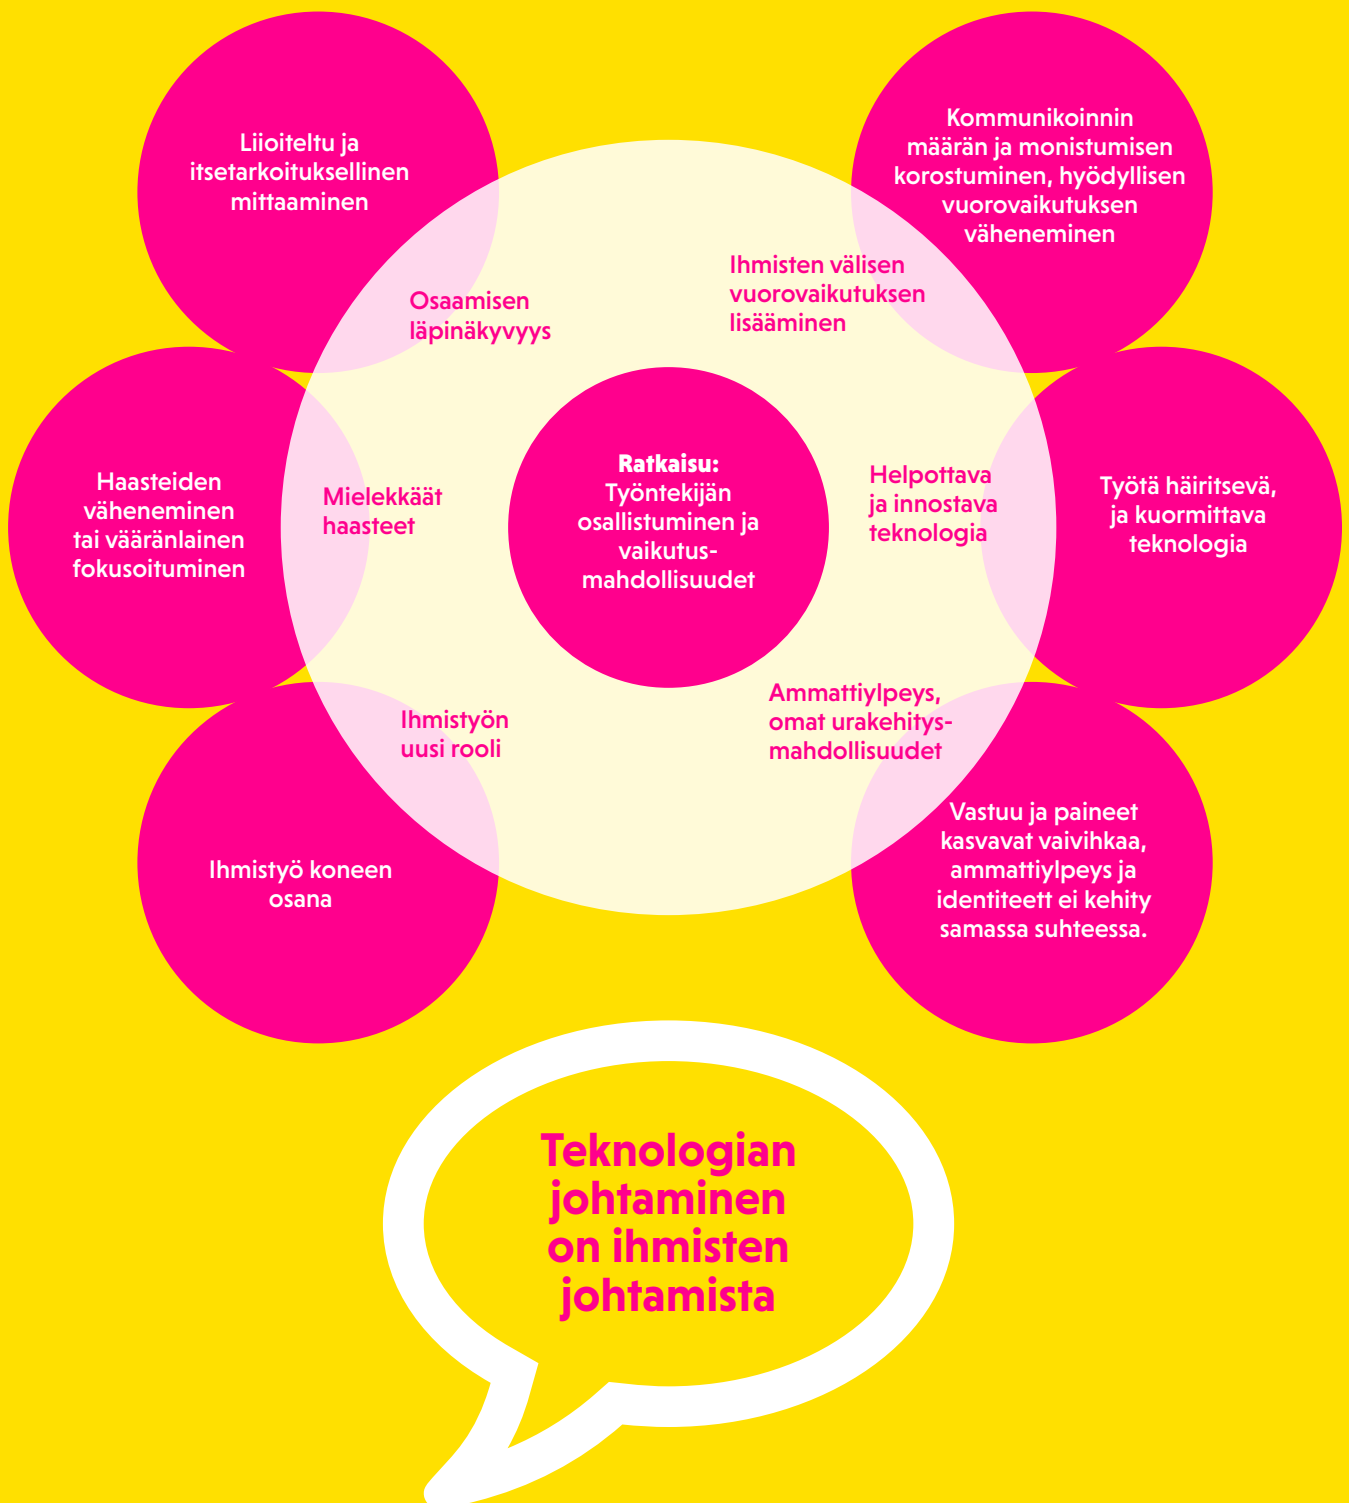 Liioiteltu ja
itsetarkoituksellinen
mittaaminen
Kommunikoinnin
määrän ja monistumisen
korostuminen, hyödyllisen
vuorovaikutuksen
väheneminen
Osaamisen
läpinäkyvyys
Ihmisten välisen
vuorovaikutuksen
lisääminen
Haasteiden
väheneminen
tai vääränlainen
fokusoituminen
Mielekkäät
haasteet
Ratkaisu:
Työntekijän
osallistuminen ja
vaikutus-
mahdollisuudet
Helpottava
ja innostava
teknologia
Työtä häiritsevä,
ja kuormittava
teknologia
Ihmistyön
uusi rooli
Ammattiylpeys,
omat urakehitys-
mahdollisuudet
Ihmistyö koneen
osana
Vastuu ja paineet
kasvavat vaivihkaa,
ammattiylpeys ja
identiteett ei kehity
samassa suhteessa.
Teknologian
johtaminen
on ihmisten
johtamista